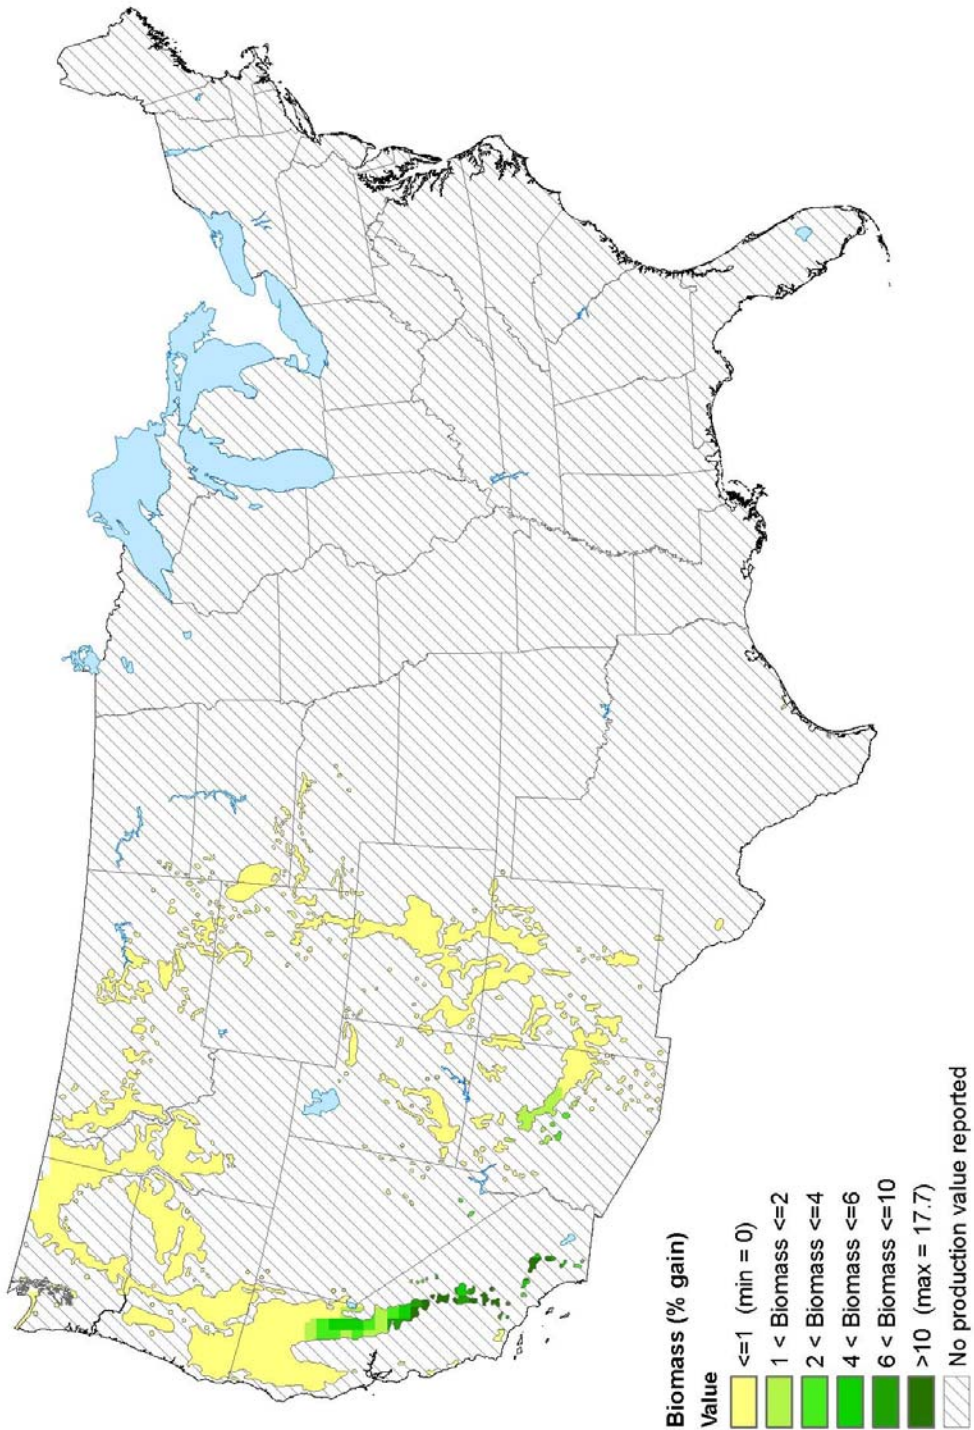 Biomass (% gain)
Value
<=1 (min = 0)
1 < Biomass <=2
2 < Biomass <=4
4 < Biomass <=6
6 < Biomass <=10
>10 (max = 17.7)
No production value reported